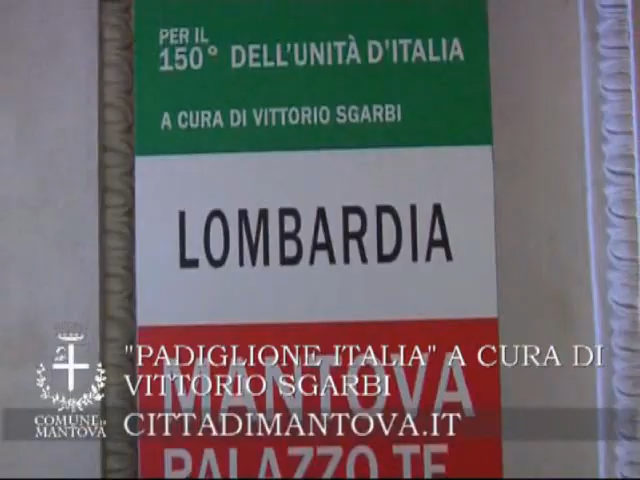 PER IL
150° DELL'UNITÀ D'ITALIA
A CURA DI VITTORIO SGARBI
LOMBARDIA
MANTOVA
PALAZZO TE
"PADIGLIONE ITALIA" A CURA DI
VITTORIO SGARBI
CITTADIMANTOVA.IT
COMUNE DI
MANTOVA